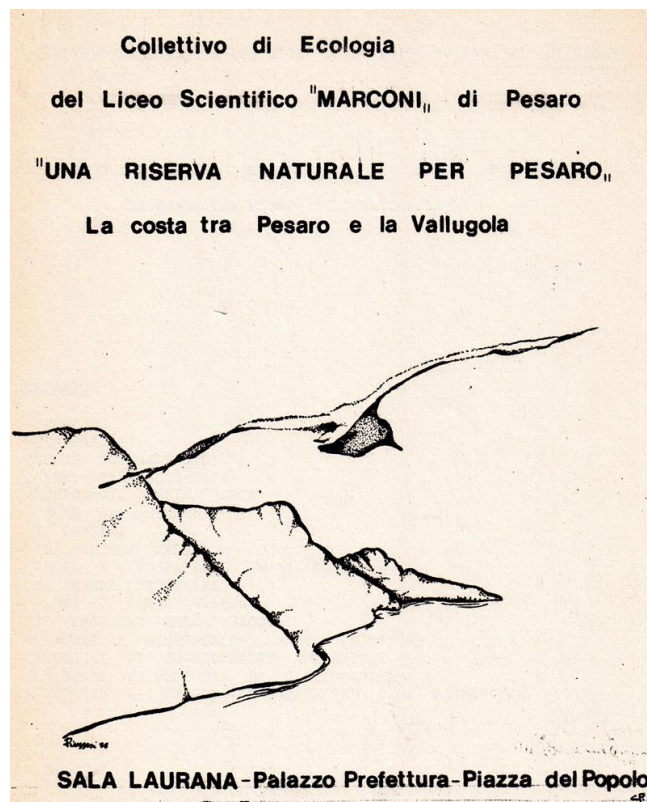 Collettivo di Ecologia
del Liceo Scientifico "MARCONI„ di Pesaro
"UNA RISERVA NATURALE PER PESARO„
La costa tra Pesaro e la Vallugola
SALA LAURANA-Palazzo Prefettura-Piazza del Popolo